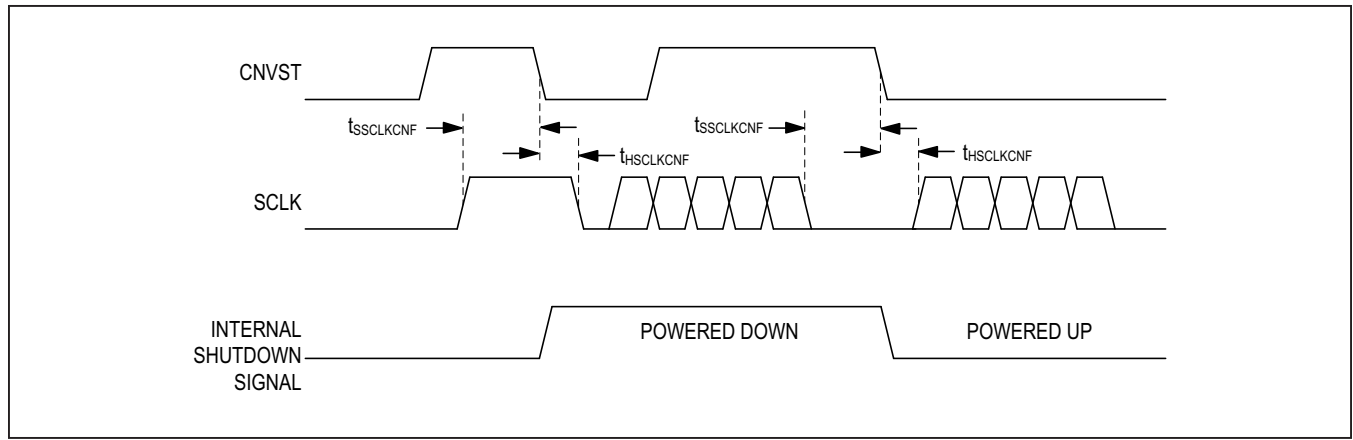 CNVST
tSSCLKCNF
tSSCLKCNF
tHSCLKCNF
tHSCLKCNF
SCLK
INTERNAL
SHUTDOWN
SIGNAL
POWERED DOWN
POWERED UP